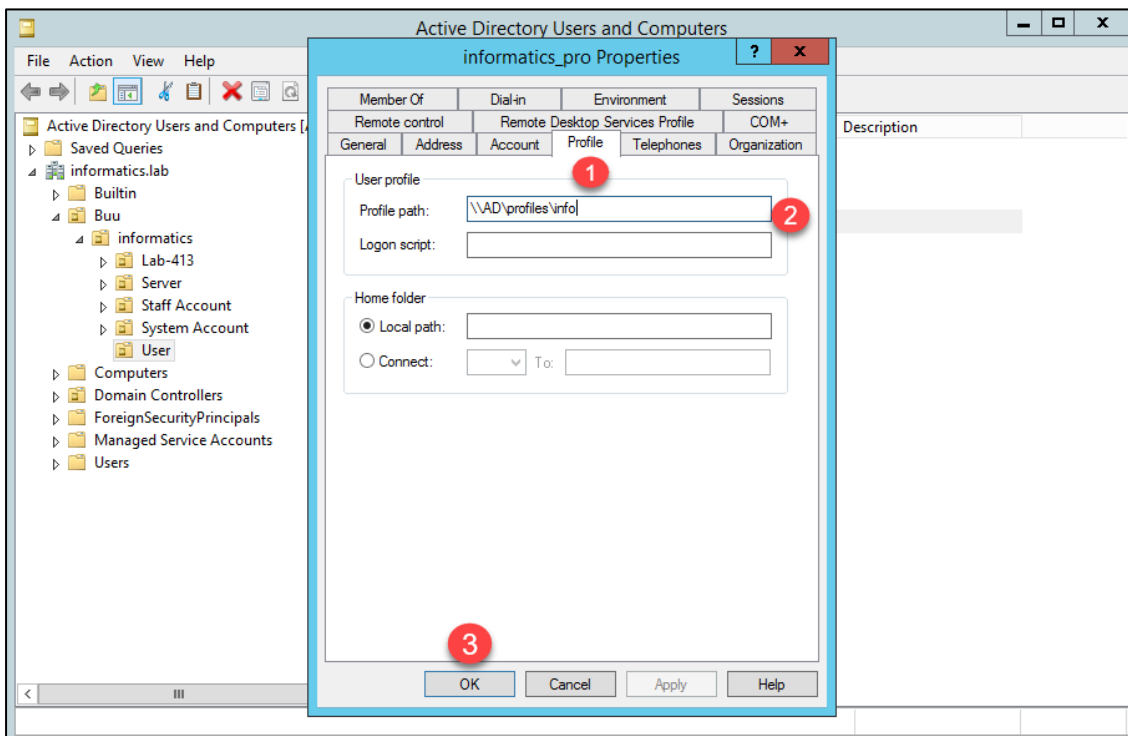 Active Directory Users and Computers
File Action View Help
Active Directory Users and Computers [
Saved Queries
informatics.lab
Builtin
Buu
informatics
Lab-413
Server
Staff Account
System Account
User
Computers
Domain Controllers
ForeignSecurityPrincipals
Managed Service Accounts
Users
Description
informatics_pro Properties
? x
Member Of Dial-in Environment Sessions
Remote control Remote Desktop Services Profile COM+
General Address Account Profile Telephones Organization
1
User profile
Profile path: \\AD\profiles\info
2
Logon script:
Home folder
Local path:
Connect: To:
3
OK Cancel Apply Help